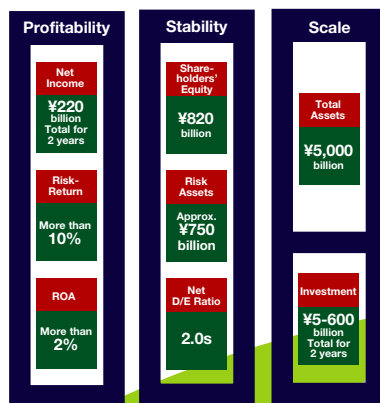 Profitability
Net
Income
¥220
billion
Total for
2 years
Risk-
Return
More than
10%
ROA
More than
2%
Stability
Share-
holders'
Equity
¥820
billion
Risk
Assets
Approx.
¥750
billion
Net
D/E Ratio
2.0s
Scale
Total
Assets
¥5,000
billion
Investment
¥5-600
billion
Total for
2 years